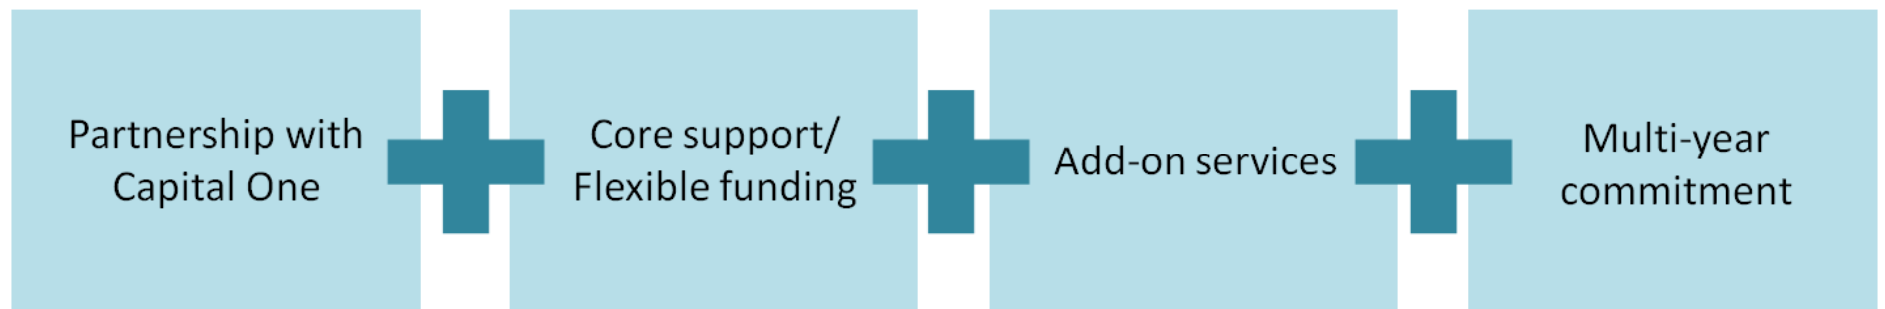 Partnership with
Capital One
Core support/
Flexible funding
Add-on services
Multi-year
commitment